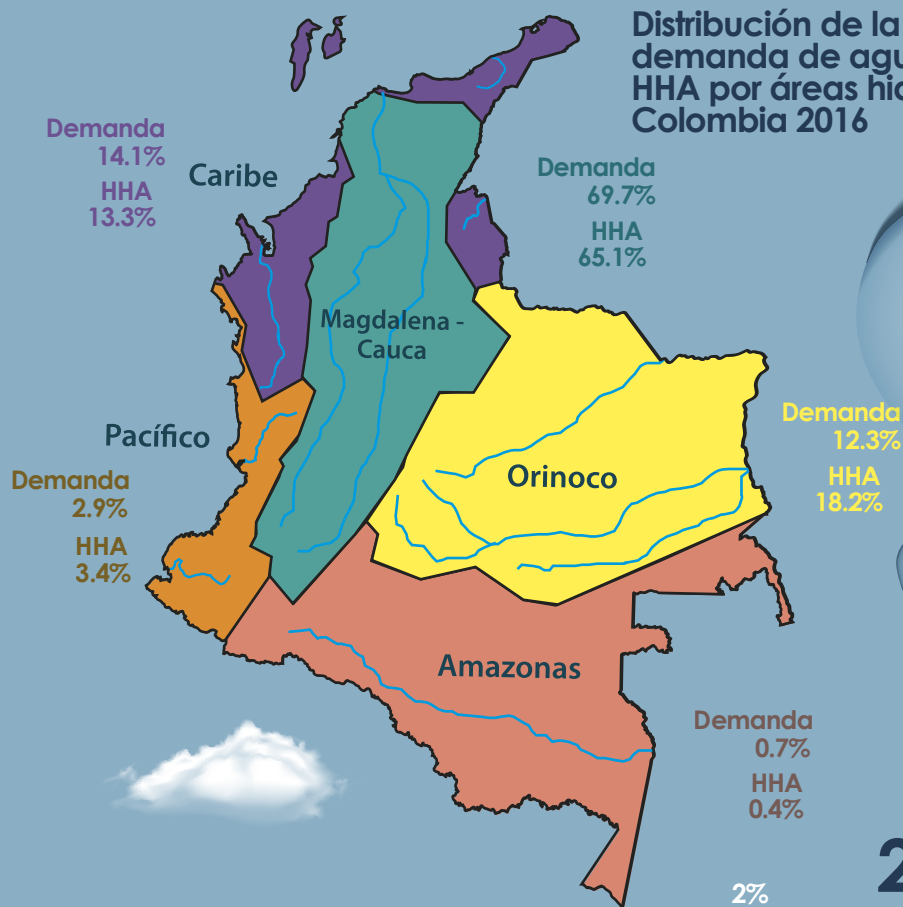 Distribución de la
demanda de agu
HHA por áreas hid
Colombia 2016
Demanda
14.1%
HHA
13.3%
Caribe
Demanda
69.7%
HHA
65.1%
Magdalena -
Cauca
Pacífico
Demanda
2.9%
HHA
3.4%
Orinoco
Demanda
12.3%
HHA
18.2%
Amazonas
Demanda
0.7%
HHA
0.4%
2
2%